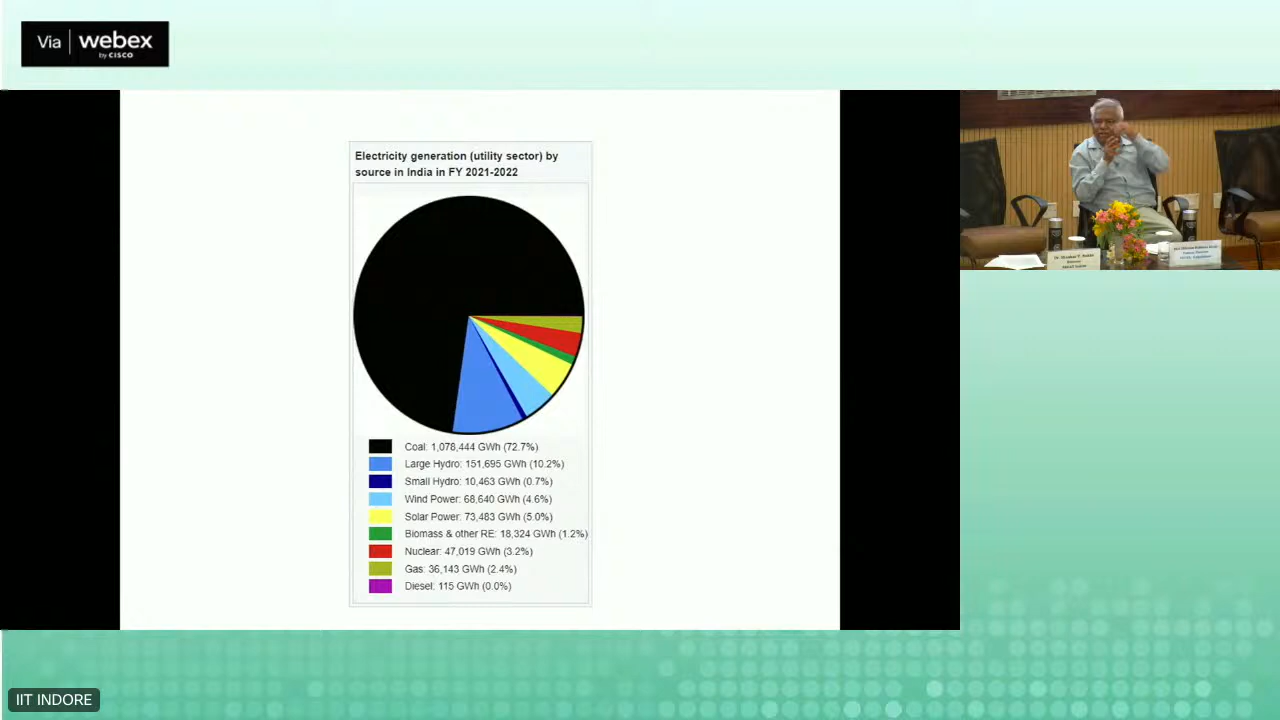 Via webex
by CISCO
Electricity generation (utility sector) by
source in India in FY 2021-2022
Coal: 1,078,444 GWh (72.7%)
Large Hydro: 151,695 GWh (10.2%)
Small Hydro: 10,463 GWh (0.7%)
Wind Power: 68,640 GWh (4.6%)
Solar Power: 73,483 GWh (5.0%)
Biomass & other RE: 18,324 GWh (1.2%)
Nuclear: 47,019 GWh (3.2%)
Gas: 36,143 GWh (2.4%)
Diesel: 115 GWh (0.0%)
IIT INDORE